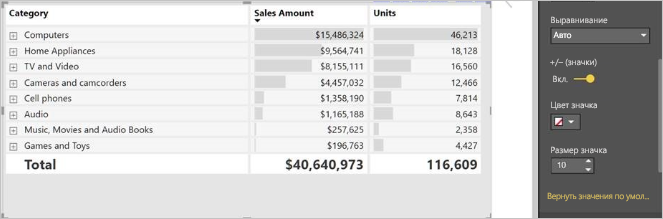 Category Sales Amount Units
Computers $15,486,324 46,213
Home Appliances $9,564,741 18,128
TV and Video $8,155,111 16,560
Cameras and camcorders $4,457,032 12,466
Cell phones $1,358,190 7,814
Audio $1,165,188 8,643
Music, Movies and Audio Books $257,625 2,358
Games and Toys $196,763 4,427
Total $40,640,973 116,609
Выравнивание
Авто
+/– (значки)
Вкл.
Цвет значка
Размер значка
10
Вернуть значения по умол...